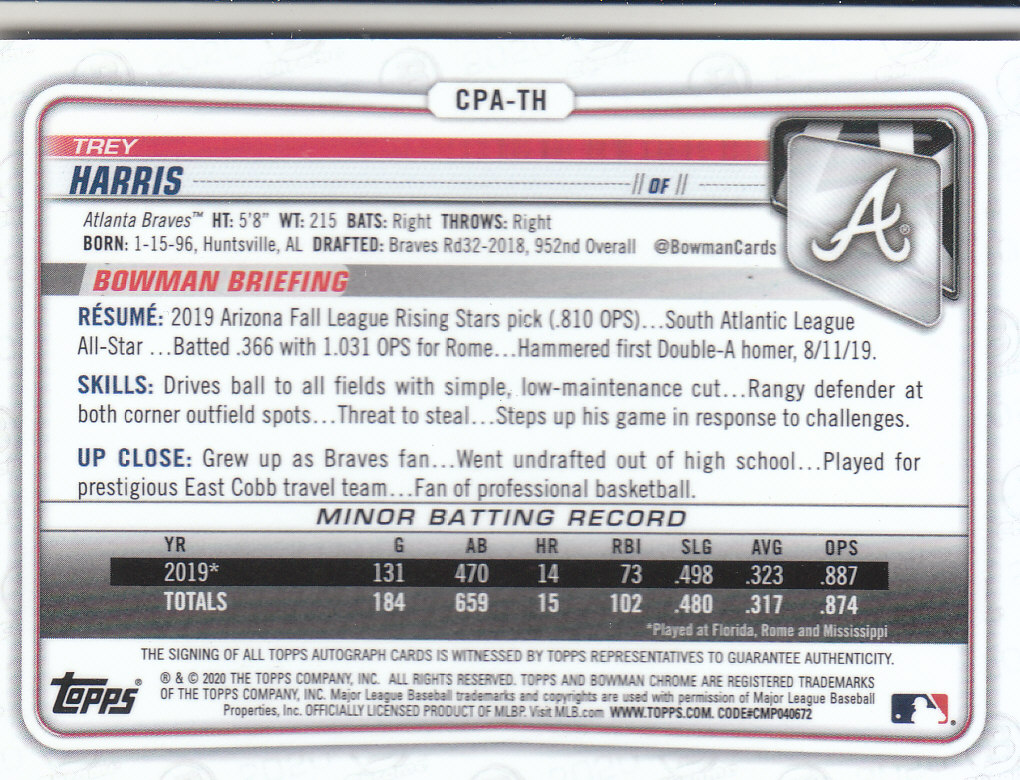 CPA-TH
TREY
HARRIS // OF //
Atlanta Braves™ HT: 5'8" WT: 215 BATS: Right THROWS: Right
BORN: 1-15-96, Huntsville, AL DRAFTED: Braves Rd32-2018, 952nd Overall @BowmanCards
A®
BOWMAN BRIEFING
RÉSUMÉ: 2019 Arizona Fall League Rising Stars pick (.810 OPS)...South Atlantic League
All-Star ...Batted .366 with 1.031 OPS for Rome...Hammered first Double-A homer, 8/11/19.
SKILLS: Drives ball to all fields with simple, low-maintenance cut...Rangy defender at
both corner outfield spots...Threat to steal...Steps up his game in response to challenges.
UP CLOSE: Grew up as Braves fan...Went undrafted out of high school...Played for
prestigious East Cobb travel team...Fan of professional basketball.
MINOR BATTING RECORD
YR G AB HR RBI SLG AVG OPS
2019* 131 470 14 73 .498 .323 .887
TOTALS 184 659 15 102 .480 .317 .874
*Played at Florida, Rome and Mississippi
THE SIGNING OF ALL TOPPS AUTOGRAPH CARDS IS WITNESSED BY TOPPS REPRESENTATIVES TO GUARANTEE AUTHENTICITY.
Topps®
® & © 2020 THE TOPPS COMPANY, INC. ALL RIGHTS RESERVED. TOPPS AND BOWMAN CHROME ARE REGISTERED TRADEMARKS
OF THE TOPPS COMPANY, INC. Major League Baseball trademarks and copyrights are used with permission of Major League Baseball
Properties, Inc. OFFICIALLY LICENSED PRODUCT OF MLBP. Visit MLB.com WWW.TOPPS.COM. CODE#CMP040672